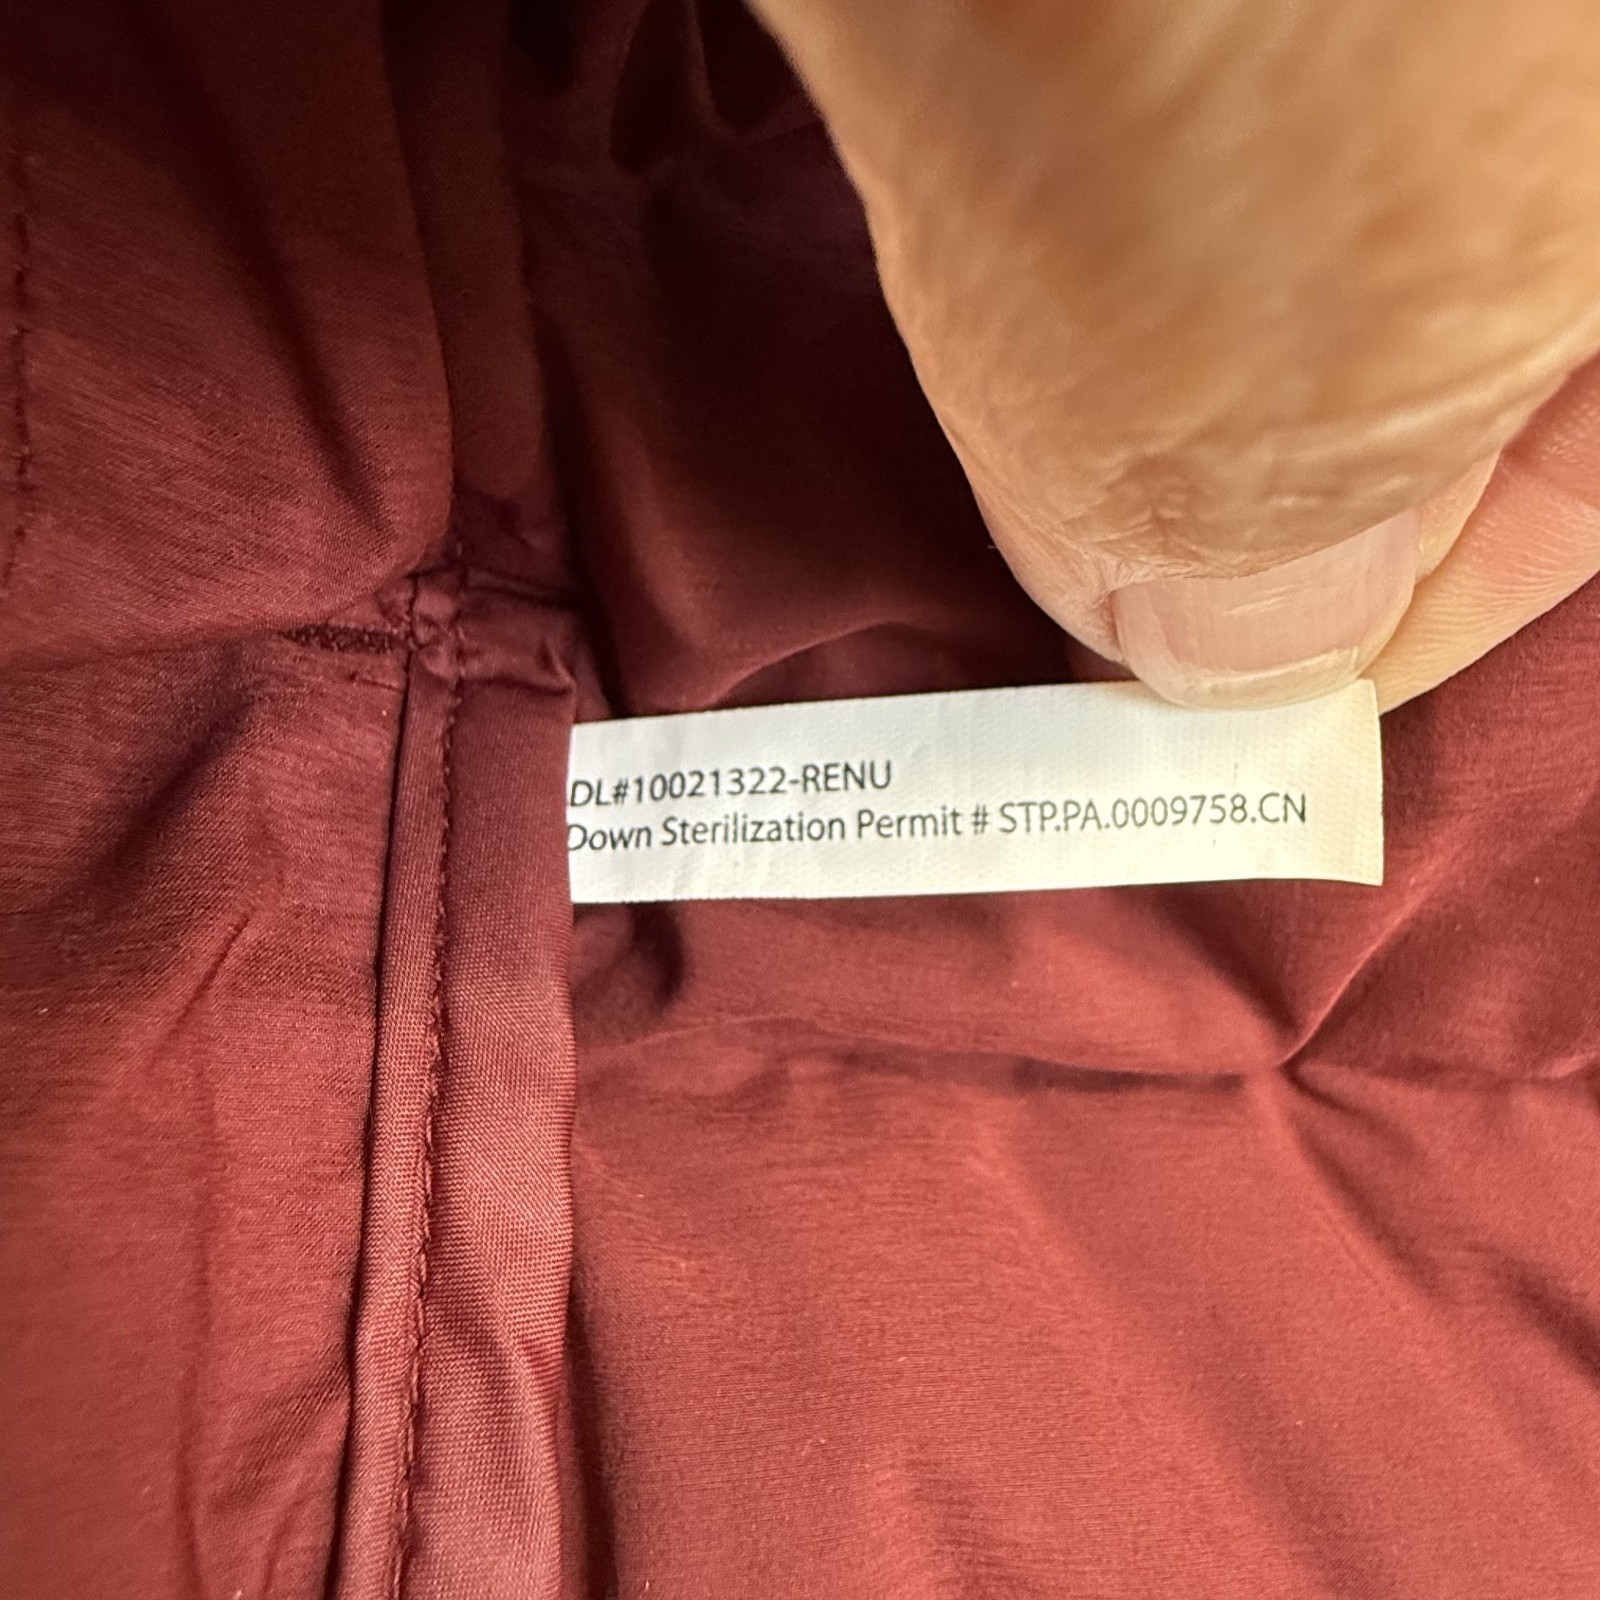 DL#10021322-RENU
Down Sterilization Permit # STP.PA.0009758.CN